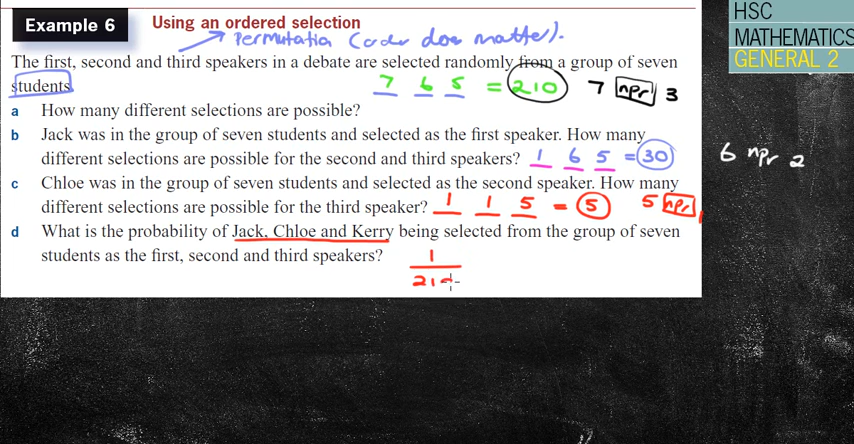 Example 6 Using an ordered selection
Permutation (order does matter).
The first, second and third speakers in a debate are selected randomly from a group of seven
students.
7 6 5 = 210 7 nPr 3
a How many different selections are possible?
b Jack was in the group of seven students and selected as the first speaker. How many
different selections are possible for the second and third speakers? 1 6 5 = 30
6 nPr 2
c Chloe was in the group of seven students and selected as the second speaker. How many
different selections are possible for the third speaker? 1 1 5 = 5 5 nPr 1
d What is the probability of Jack, Chloe and Kerry being selected from the group of seven
students as the first, second and third speakers?
1
21
HSC
MATHEMATICS
GENERAL 2